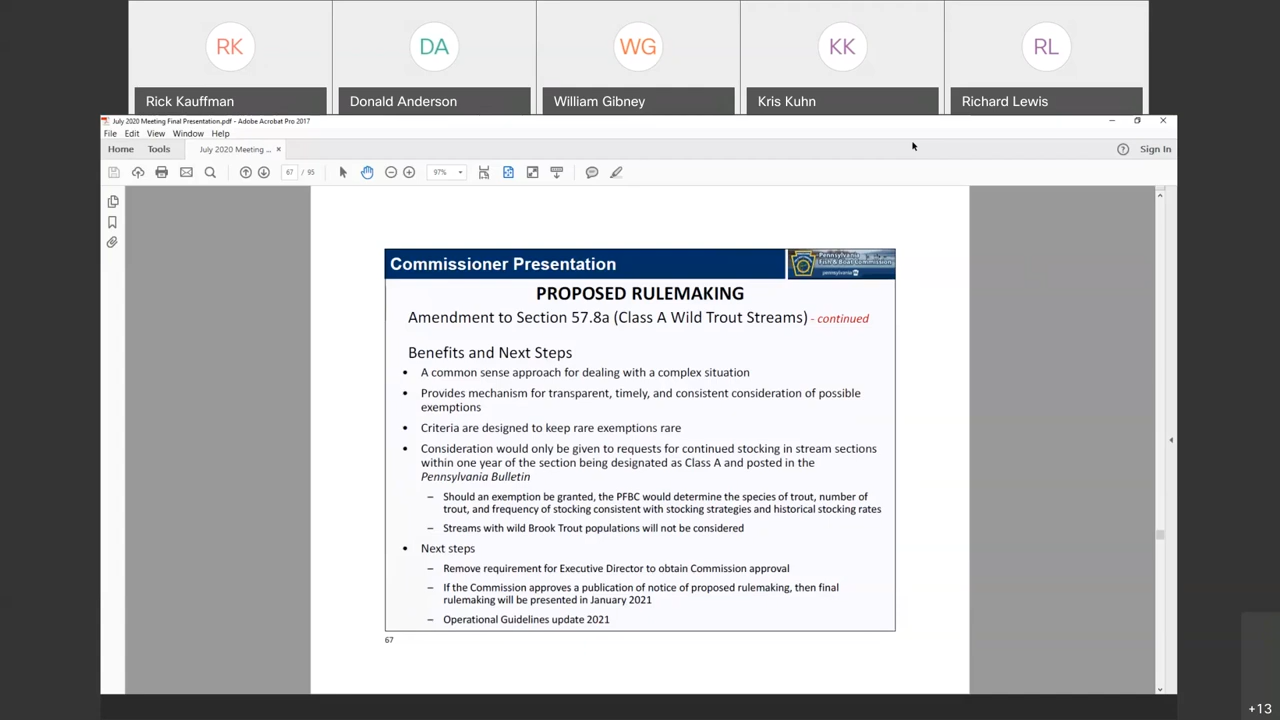 RK
DA
WG
KK
RL
Rick Kauffman
Donald Anderson
William Gibney
Kris Kuhn
Richard Lewis
July 2020 Meeting Final Presentation.pdf - Adobe Acrobat Pro 2017
File Edit View Window Help
Home Tools July 2020 Meeting ... × Sign In
67 / 95 97%
Commissioner Presentation
Pennsylvania
Fish & Boat Commission
pennsylvania
PROPOSED RULEMAKING
Amendment to Section 57.8a (Class A Wild Trout Streams) - continued
Benefits and Next Steps
• A common sense approach for dealing with a complex situation
• Provides mechanism for transparent, timely, and consistent consideration of possible
exemptions
• Criteria are designed to keep rare exemptions rare
• Consideration would only be given to requests for continued stocking in stream sections
within one year of the section being designated as Class A and posted in the
Pennsylvania Bulletin
– Should an exemption be granted, the PFBC would determine the species of trout, number of
trout, and frequency of stocking consistent with stocking strategies and historical stocking rates
– Streams with wild Brook Trout populations will not be considered
• Next steps
– Remove requirement for Executive Director to obtain Commission approval
– If the Commission approves a publication of notice of proposed rulemaking, then final
rulemaking will be presented in January 2021
– Operational Guidelines update 2021
67
+13